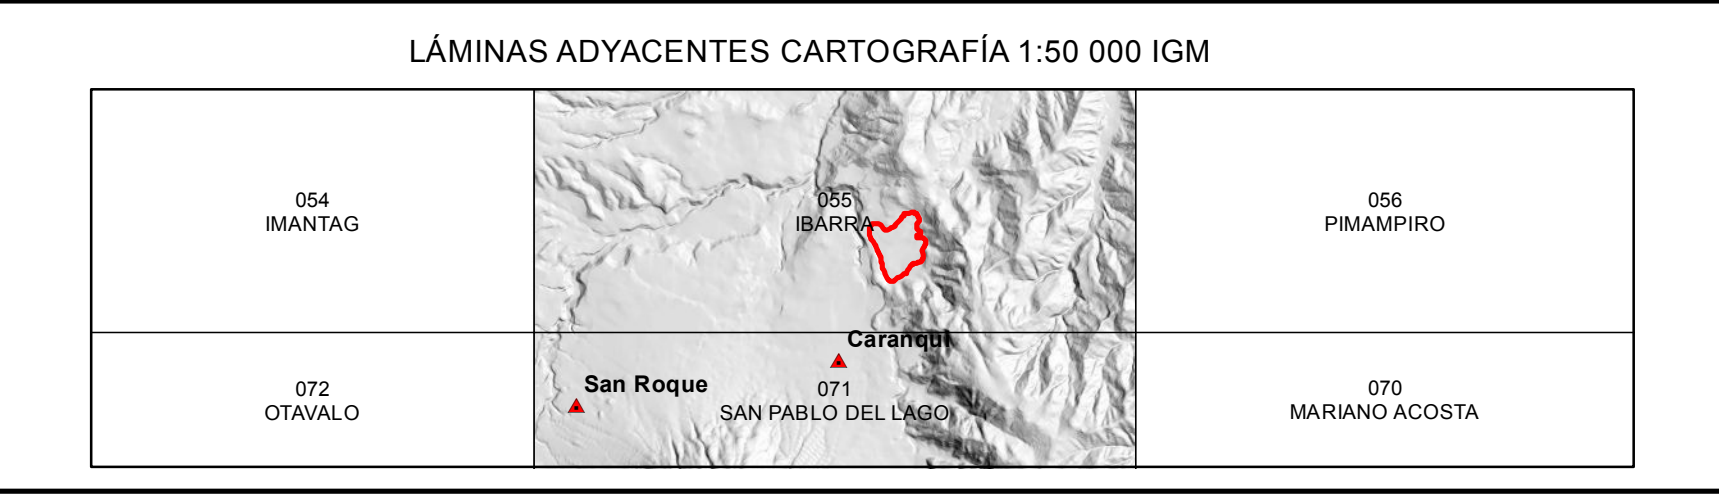 LÁMINAS ADYACENTES CARTOGRAFÍA 1:50 000 IGM
054
IMANTAG
055
IBARRA
056
PIMAMPIRO
Caranqui
San Roque
072
OTAVALO
071
SAN PABLO DEL LAGO
070
MARIANO ACOSTA